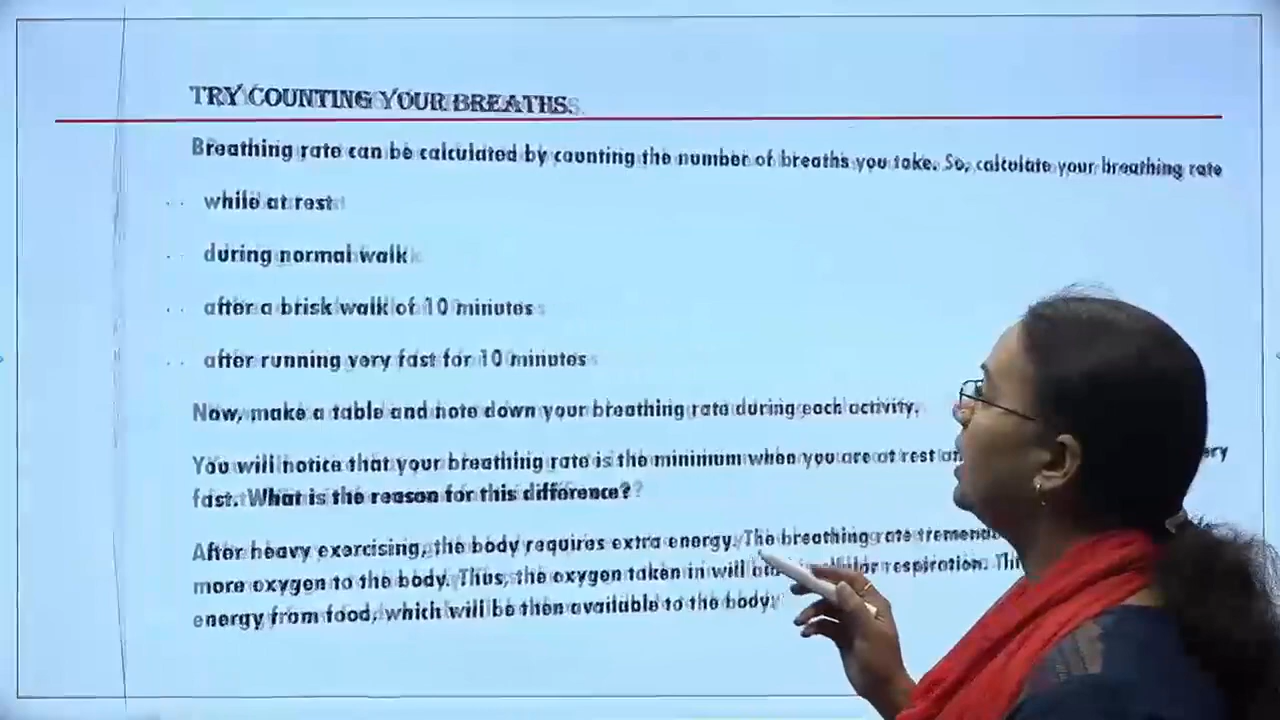 TRY COUNTING YOUR BREATHS.
Breathing rate can be calculated by counting the number of breaths you take. So, calculate your breathing rate
while at rest
during normal walk
after a brisk walk of 10 minutes
after running very fast for 10 minutes
Now, make a table and note down your breathing rate during each activity.
You will notice that your breathing rate is the minimum when you are at rest
fast. What is the reason for this difference?
After heavy exercising, the body requires extra energy. The breathing rate
more oxygen to the body. Thus, the oxygen taken in will respiration.
energy from food, which will be then available to the body.